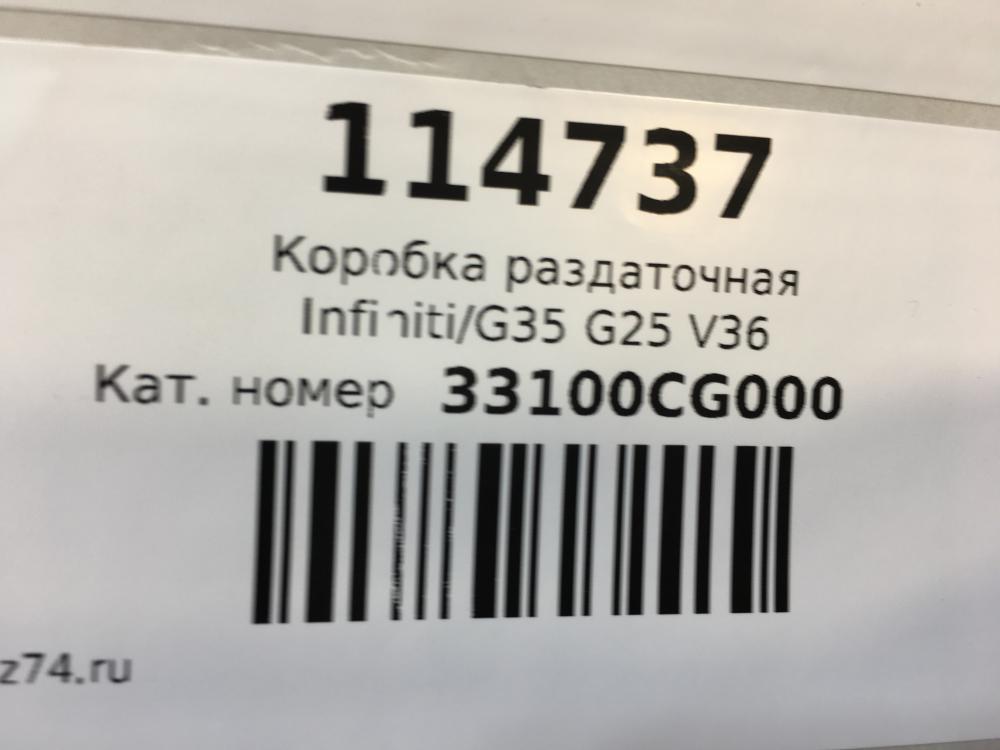 114737
Коробка раздаточная
Infiniti/G35 G25 V36
Кат. номер 33100CG000
z74.ru